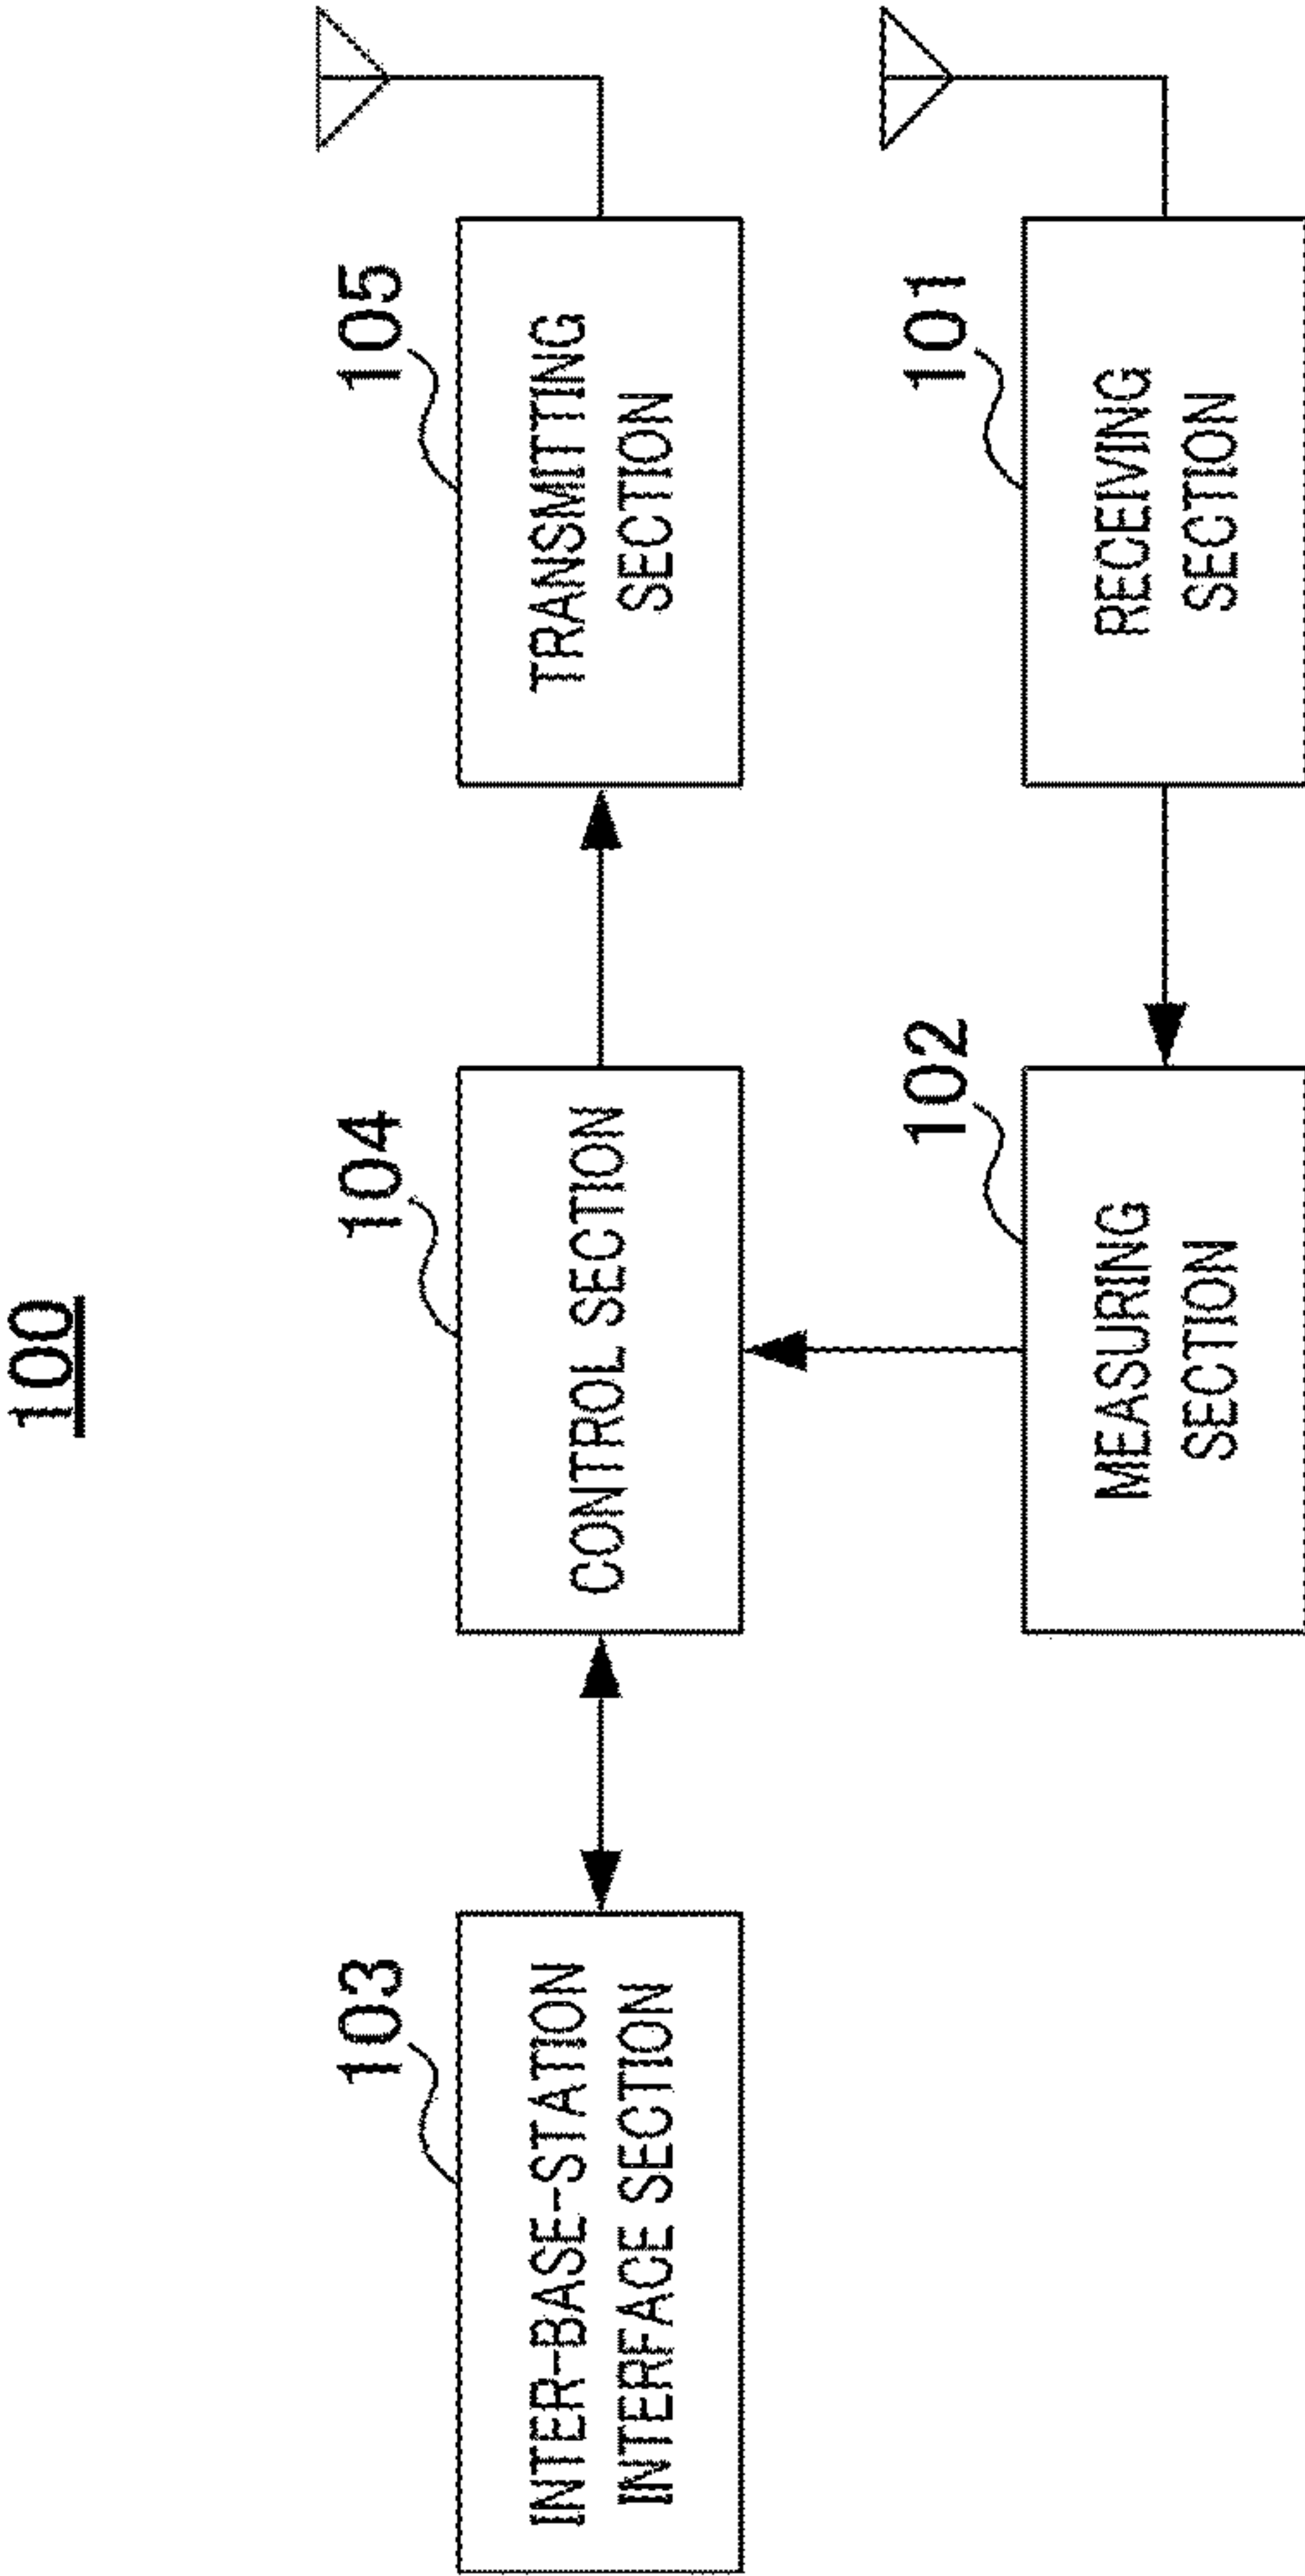 100
103
INTER-BASE-STATION
INTERFACE SECTION
104
CONTROL SECTION
105
TRANSMITTING
SECTION
102
MEASURING
SECTION
101
RECEIVING
SECTION